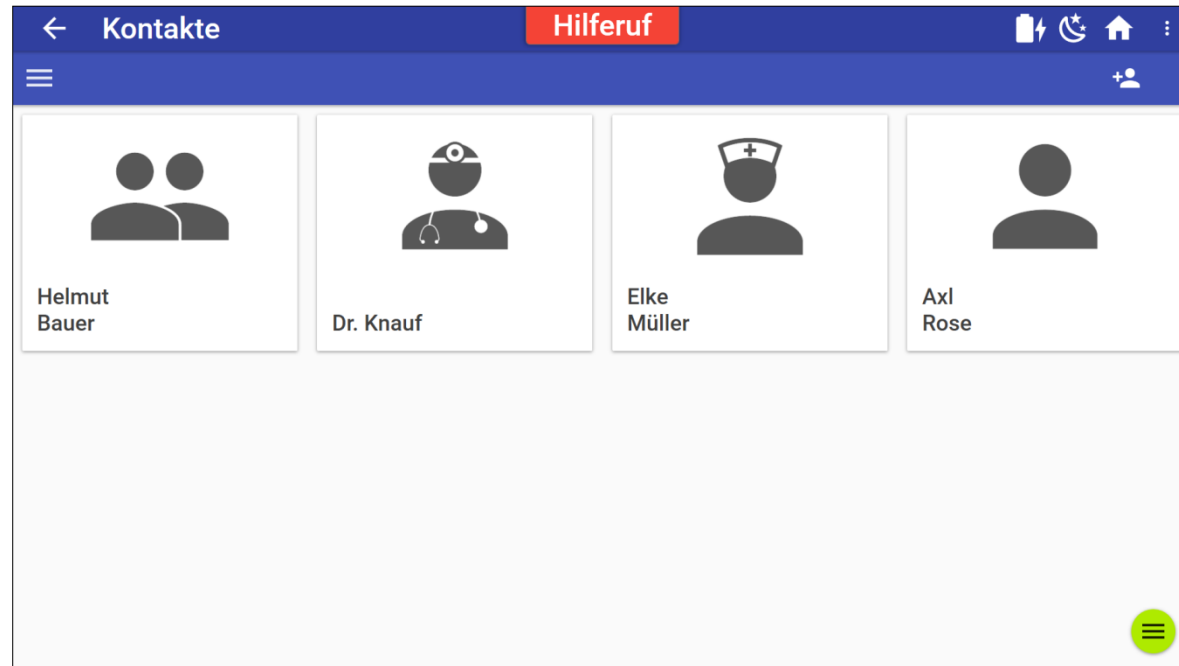 Kontakte
Hilferuf
Helmut
Bauer
Dr. Knauf
Elke
Müller
Axl
Rose